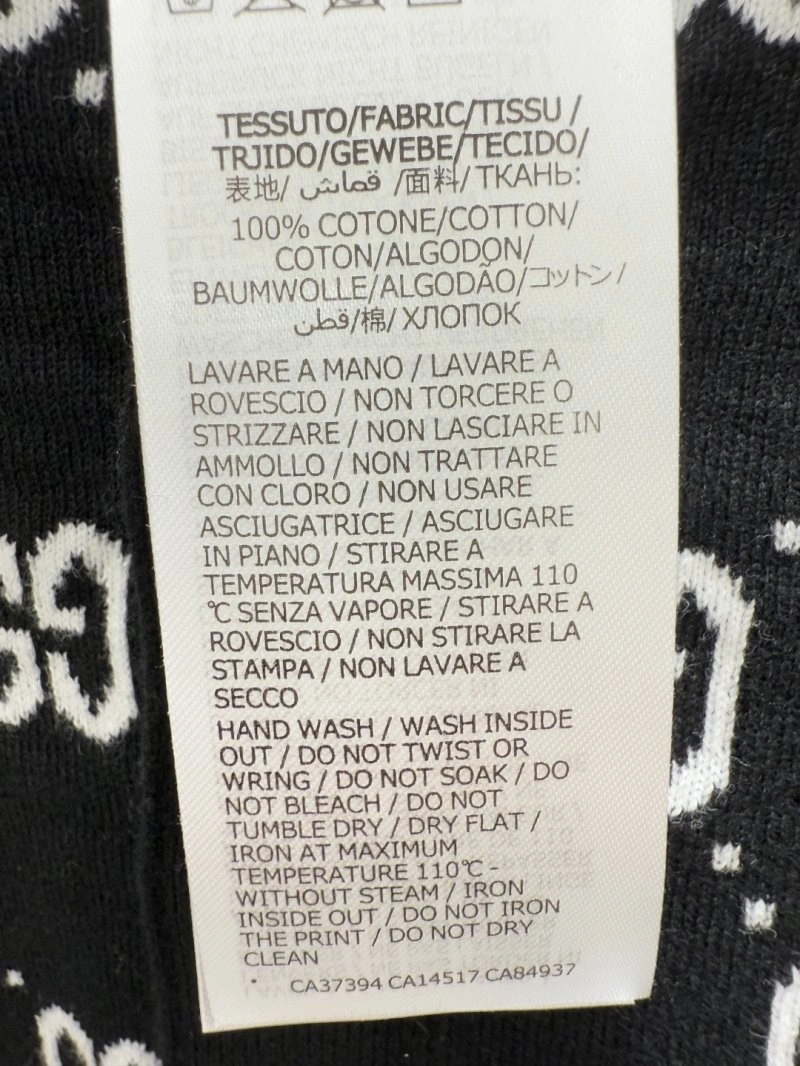 TESSUTO/FABRIC/TISSU /
TRJIDO/GEWEBE/TECIDO/
表地/ قماش /面料/ ТКАНЬ:
100% COTONE/COTTON/
COTON/ALGODON/
BAUMWOLLE/ALGODÃO/コットン/
قطن/棉/ ХЛОПОК
LAVARE A MANO / LAVARE A
ROVESCIO / NON TORCERE O
STRIZZARE / NON LASCIARE IN
AMMOLLO / NON TRATTARE
CON CLORO / NON USARE
ASCIUGATRICE / ASCIUGARE
IN PIANO / STIRARE A
TEMPERATURA MASSIMA 110
°C SENZA VAPORE / STIRARE A
ROVESCIO / NON STIRARE LA
STAMPA / NON LAVARE A
SECCO
HAND WASH / WASH INSIDE
OUT / DO NOT TWIST OR
WRING / DO NOT SOAK / DO
NOT BLEACH / DO NOT
TUMBLE DRY / DRY FLAT /
IRON AT MAXIMUM
TEMPERATURE 110°C -
WITHOUT STEAM / IRON
INSIDE OUT / DO NOT IRON
THE PRINT / DO NOT DRY
CLEAN
* CA37394 CA14517 CA84937